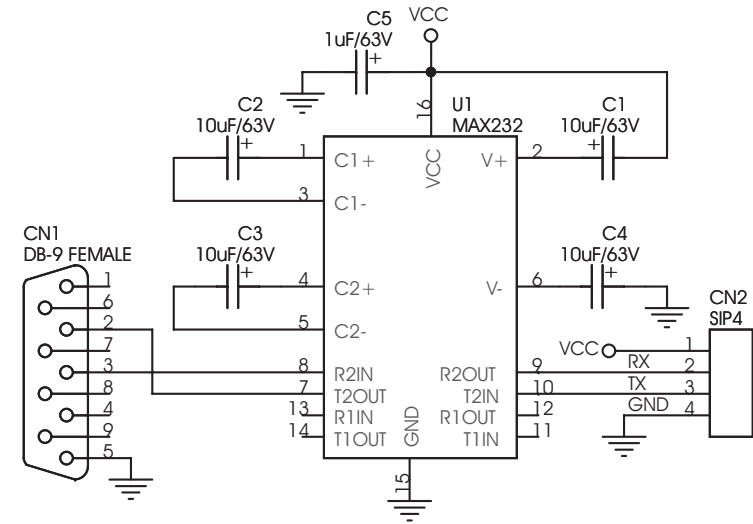 C5
1uF/63V
+
VCC
C2
10uF/63V
+
16
U1
MAX232
C1
10uF/63V
+
1
C1+
VCC
V+
2
3
C1-
CN1
DB-9 FEMALE
C3
10uF/63V
+
4
C2+
V-
6
C4
10uF/63V
+
5
C2-
CN2
SIP4
1
6
2
7
3
8
4
9
5
8
R2IN
R2OUT
9
7
T2OUT
T2IN
10
13
R1IN
R1OUT
12
14
T1OUT
T1IN
11
GND
15
VCC
1
RX
2
TX
3
GND
4